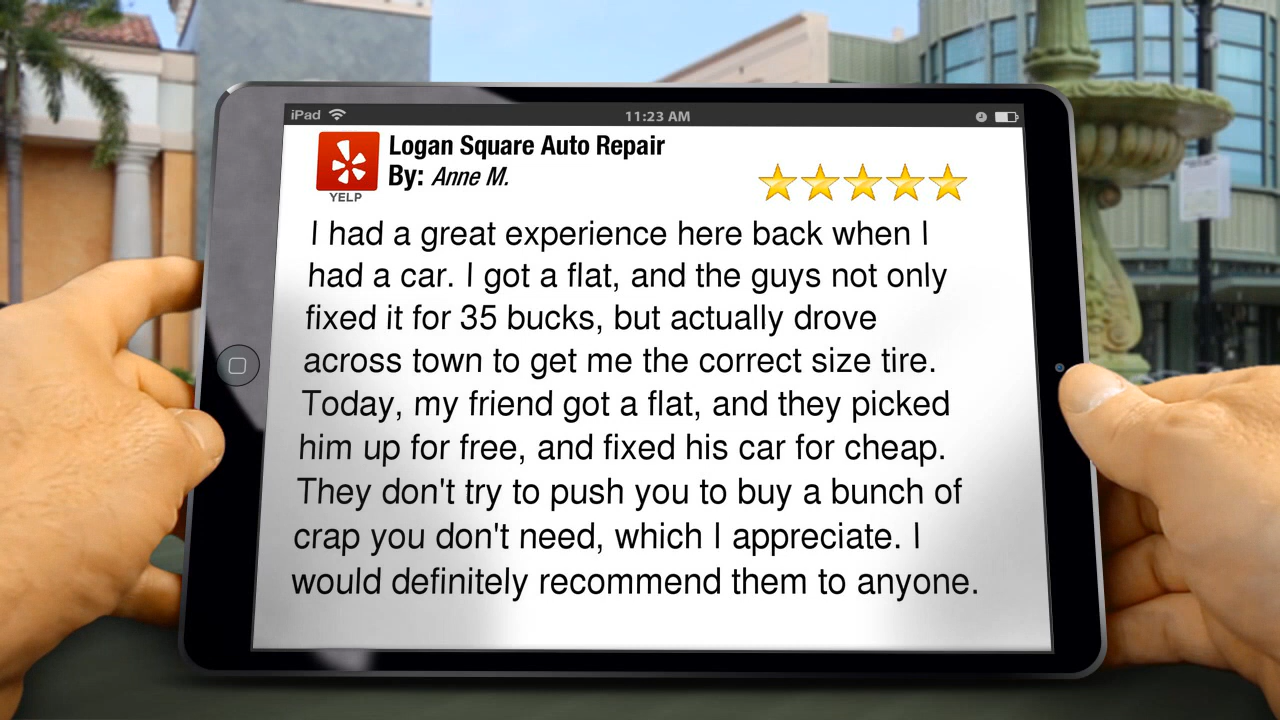 iPad 11:23 AM
Logan Square Auto Repair
By: Anne M.
YELP
I had a great experience here back when I
had a car. I got a flat, and the guys not only
fixed it for 35 bucks, but actually drove
across town to get me the correct size tire.
Today, my friend got a flat, and they picked
him up for free, and fixed his car for cheap.
They don't try to push you to buy a bunch of
crap you don't need, which I appreciate. I
would definitely recommend them to anyone.